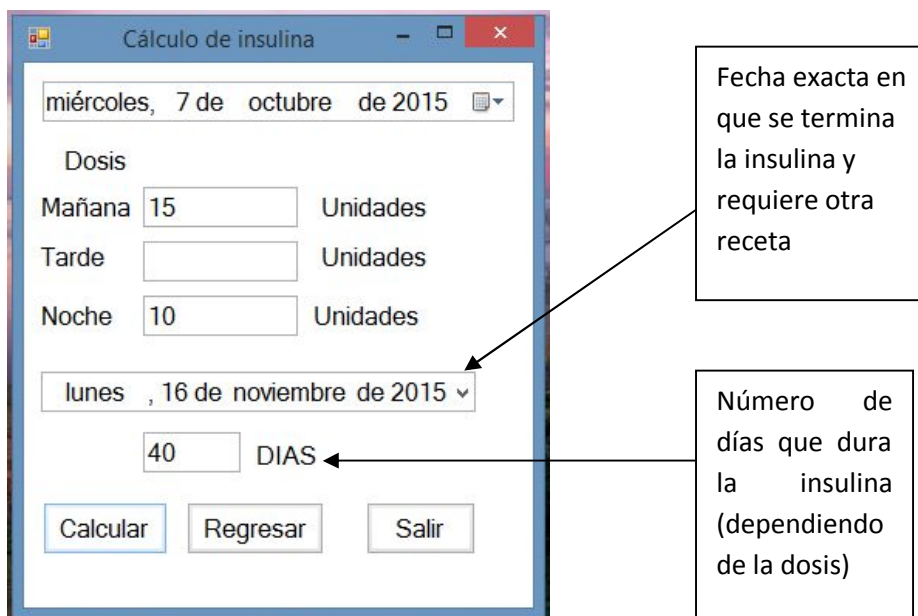 Cálculo de insulina
miércoles, 7 de octubre de 2015
Dosis
Mañana 15 Unidades
Tarde Unidades
Noche 10 Unidades
lunes , 16 de noviembre de 2015
40 DIAS
Calcular Regresar Salir
Fecha exacta en
que se termina
la insulina y
requiere otra
receta
Número de
días que dura
la insulina
(dependiendo
de la dosis)